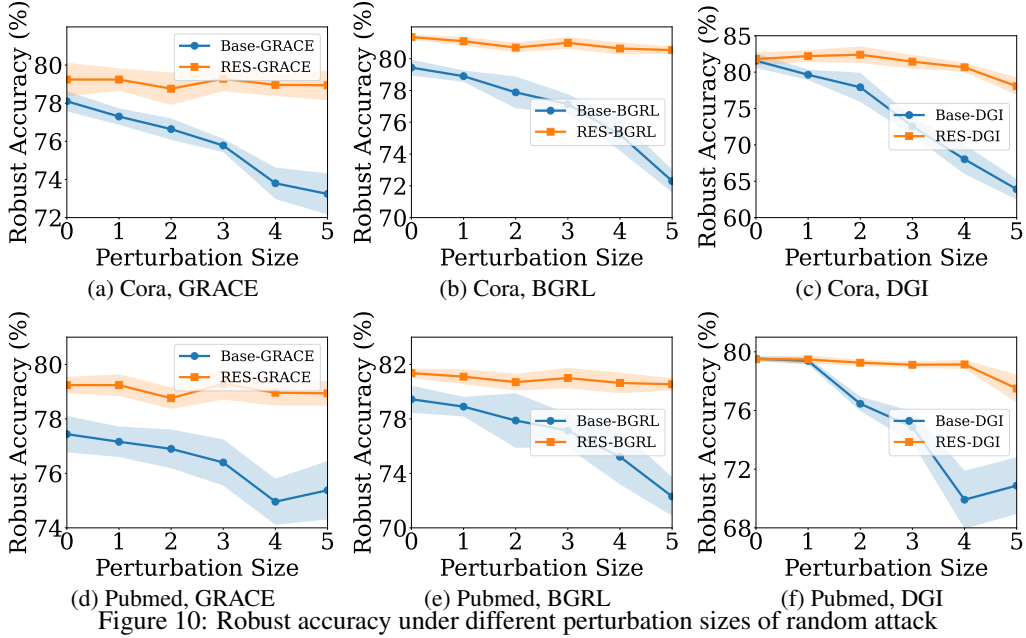 Robust Accuracy (%)
80
78
76
74
72
Base-GRACE
RES-GRACE
0 1 2 3 4 5
Perturbation Size
(a) Cora, GRACE
Robust Accuracy (%)
80
78
76
74
72
70
Base-BGRL
RES-BGRL
0 1 2 3 4 5
Perturbation Size
(b) Cora, BGRL
Robust Accuracy (%)
85
80
75
70
65
60
Base-DGI
RES-DGI
0 1 2 3 4 5
Perturbation Size
(c) Cora, DGI
Robust Accuracy (%)
80
78
76
74
Base-GRACE
RES-GRACE
0 1 2 3 4 5
Perturbation Size
(d) Pubmed, GRACE
Robust Accuracy (%)
82
79
76
73
70
Base-BGRL
RES-BGRL
0 1 2 3 4 5
Perturbation Size
(e) Pubmed, BGRL
Robust Accuracy (%)
80
76
72
68
Base-DGI
RES-DGI
0 1 2 3 4 5
Perturbation Size
(f) Pubmed, DGI
Figure 10: Robust accuracy under different perturbation sizes of random attack